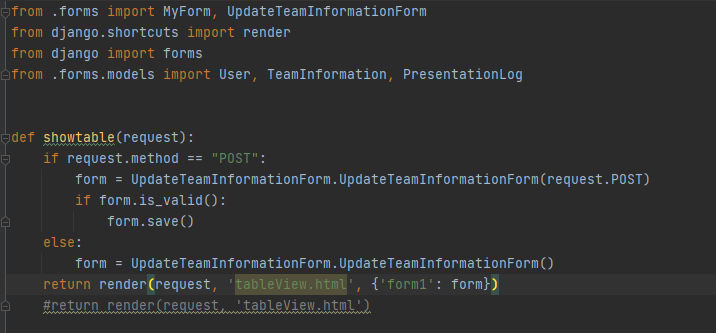 from .forms import MyForm, UpdateTeamInformationForm
from django.shortcuts import render
from django import forms
from .forms.models import User, TeamInformation, PresentationLog
def showtable(request):
if request.method == "POST":
form = UpdateTeamInformationForm.UpdateTeamInformationForm(request.POST)
if form.is_valid():
form.save()
else:
form = UpdateTeamInformationForm.UpdateTeamInformationForm()
return render(request, 'tableView.html', {'form1': form})
#return render(request, 'tableView.html')